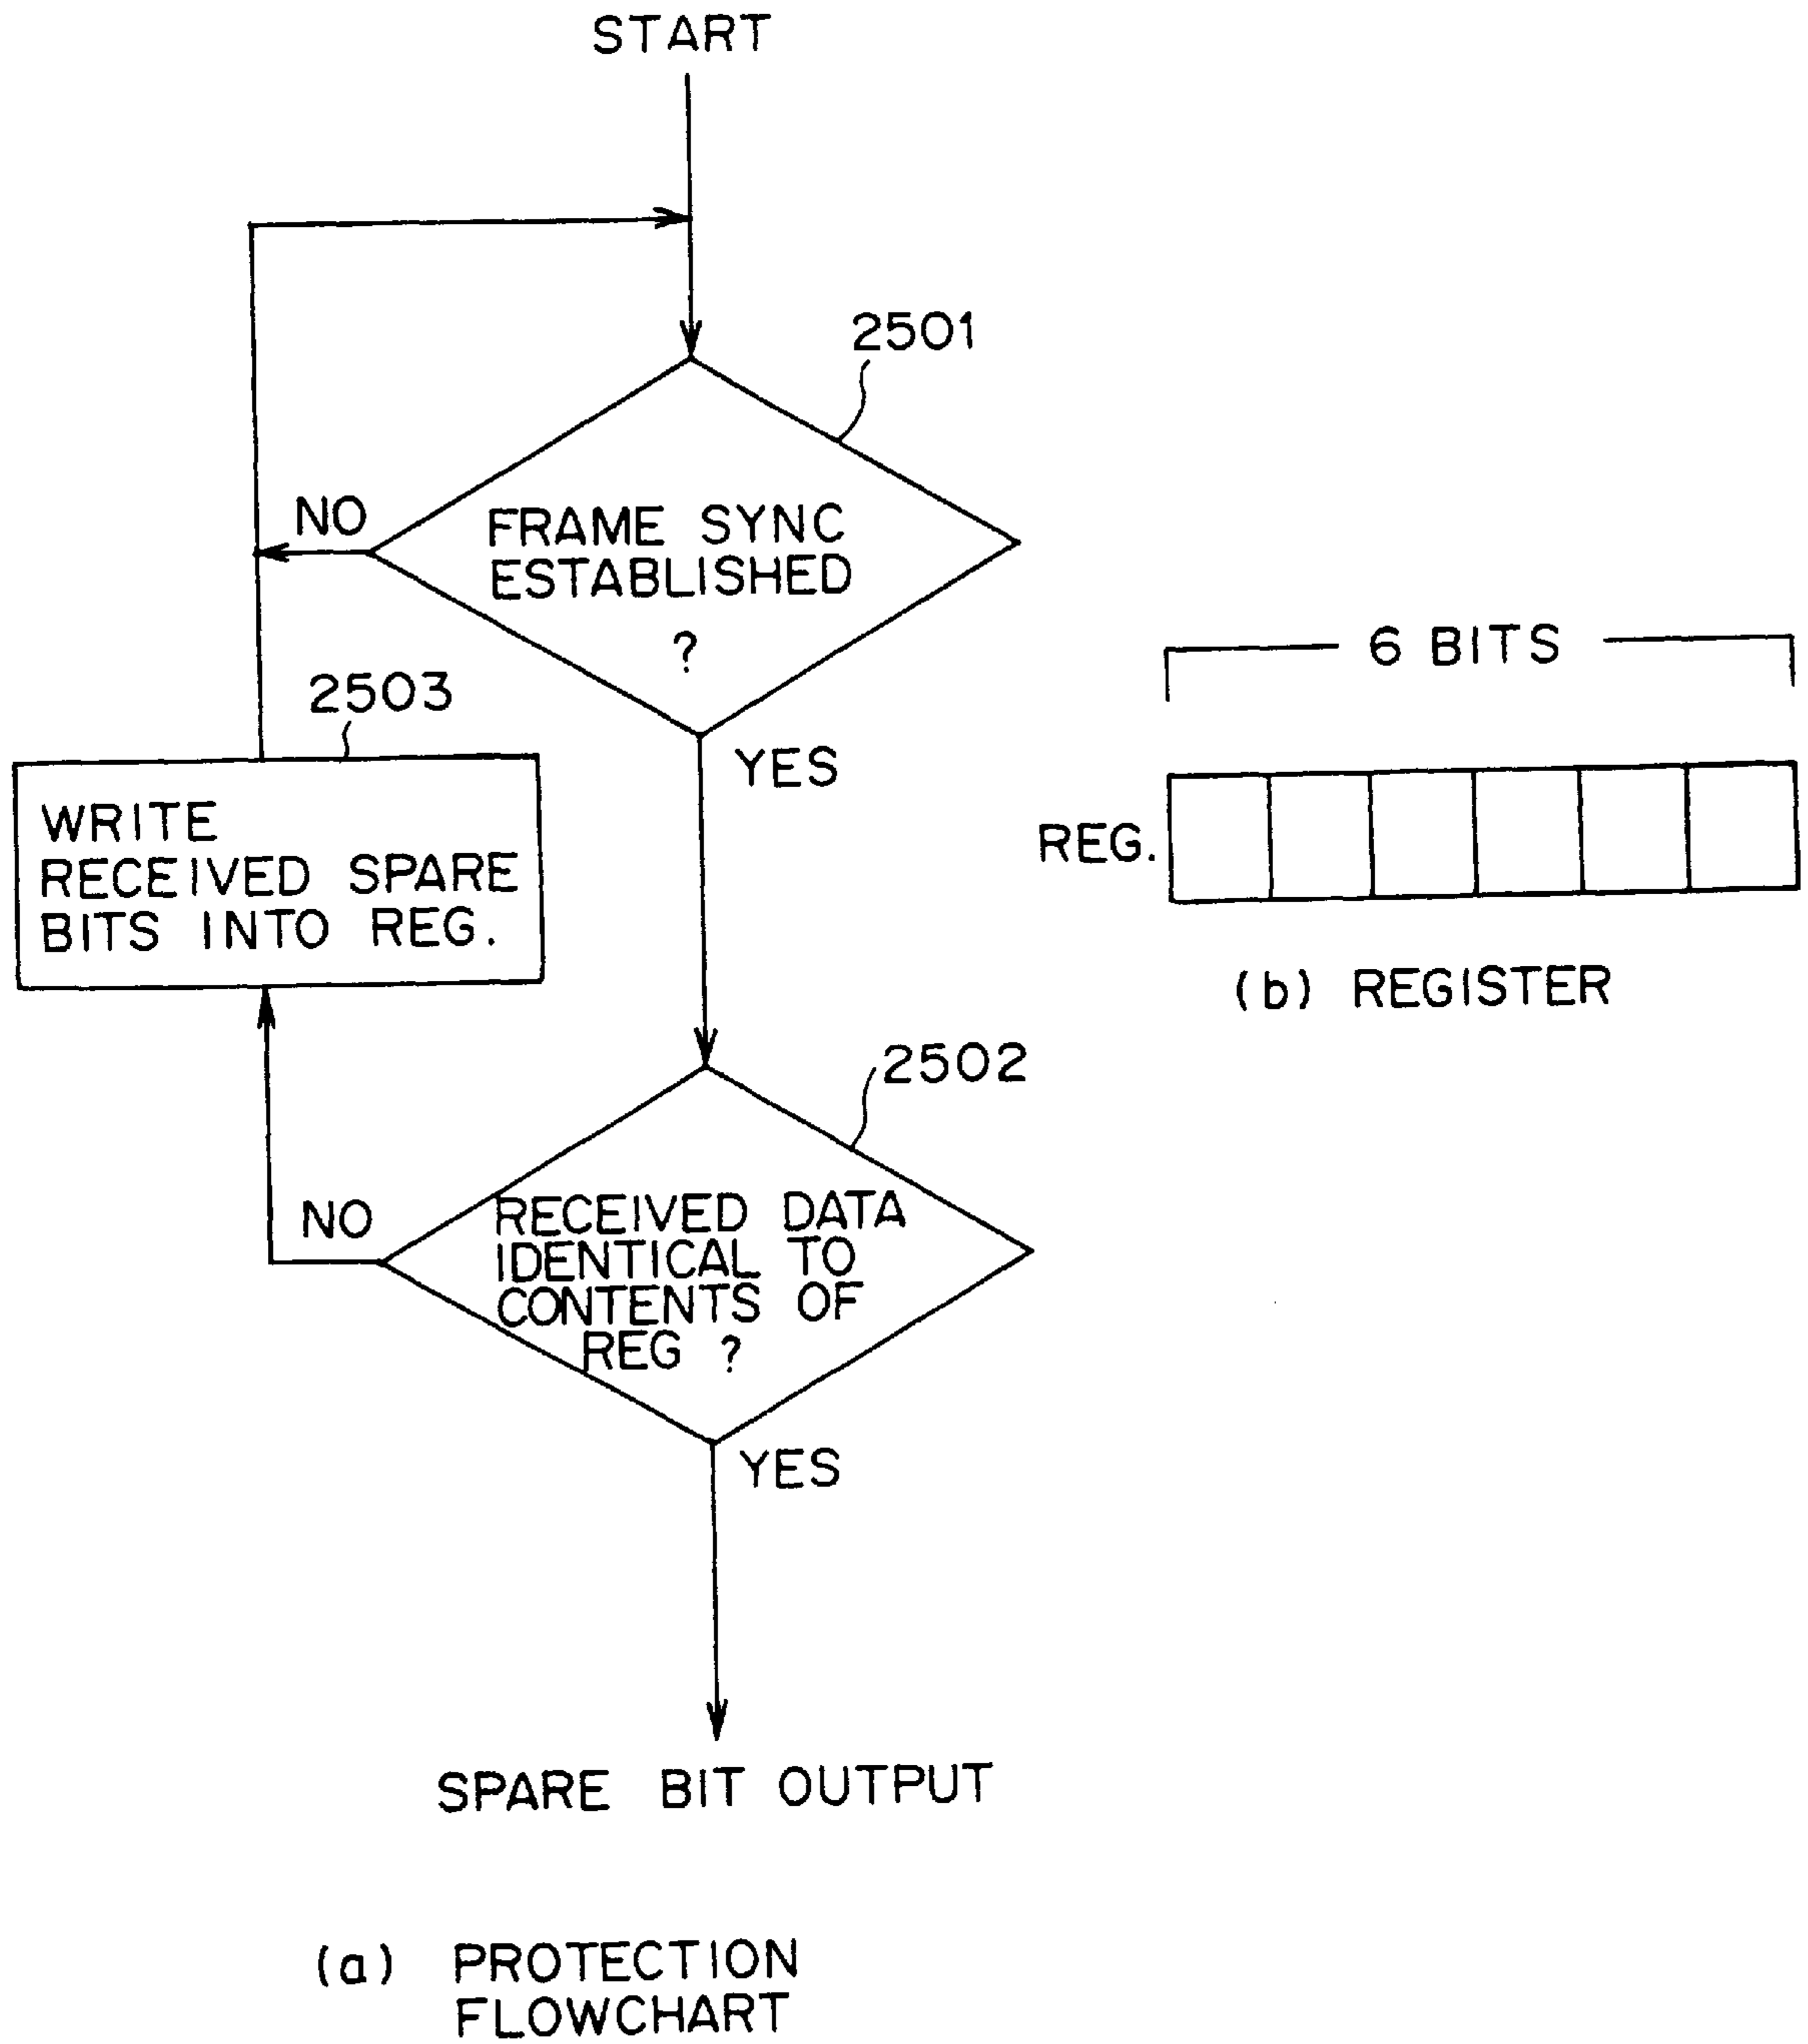 START
2501
NO
FRAME SYNC
ESTABLISHED
?
6 BITS
2503
YES
WRITE
RECEIVED SPARE
BITS INTO REG.
REG.
(b) REGISTER
2502
NO
RECEIVED DATA
IDENTICAL TO
CONTENTS OF
REG ?
YES
SPARE BIT OUTPUT
(a) PROTECTION
FLOWCHART